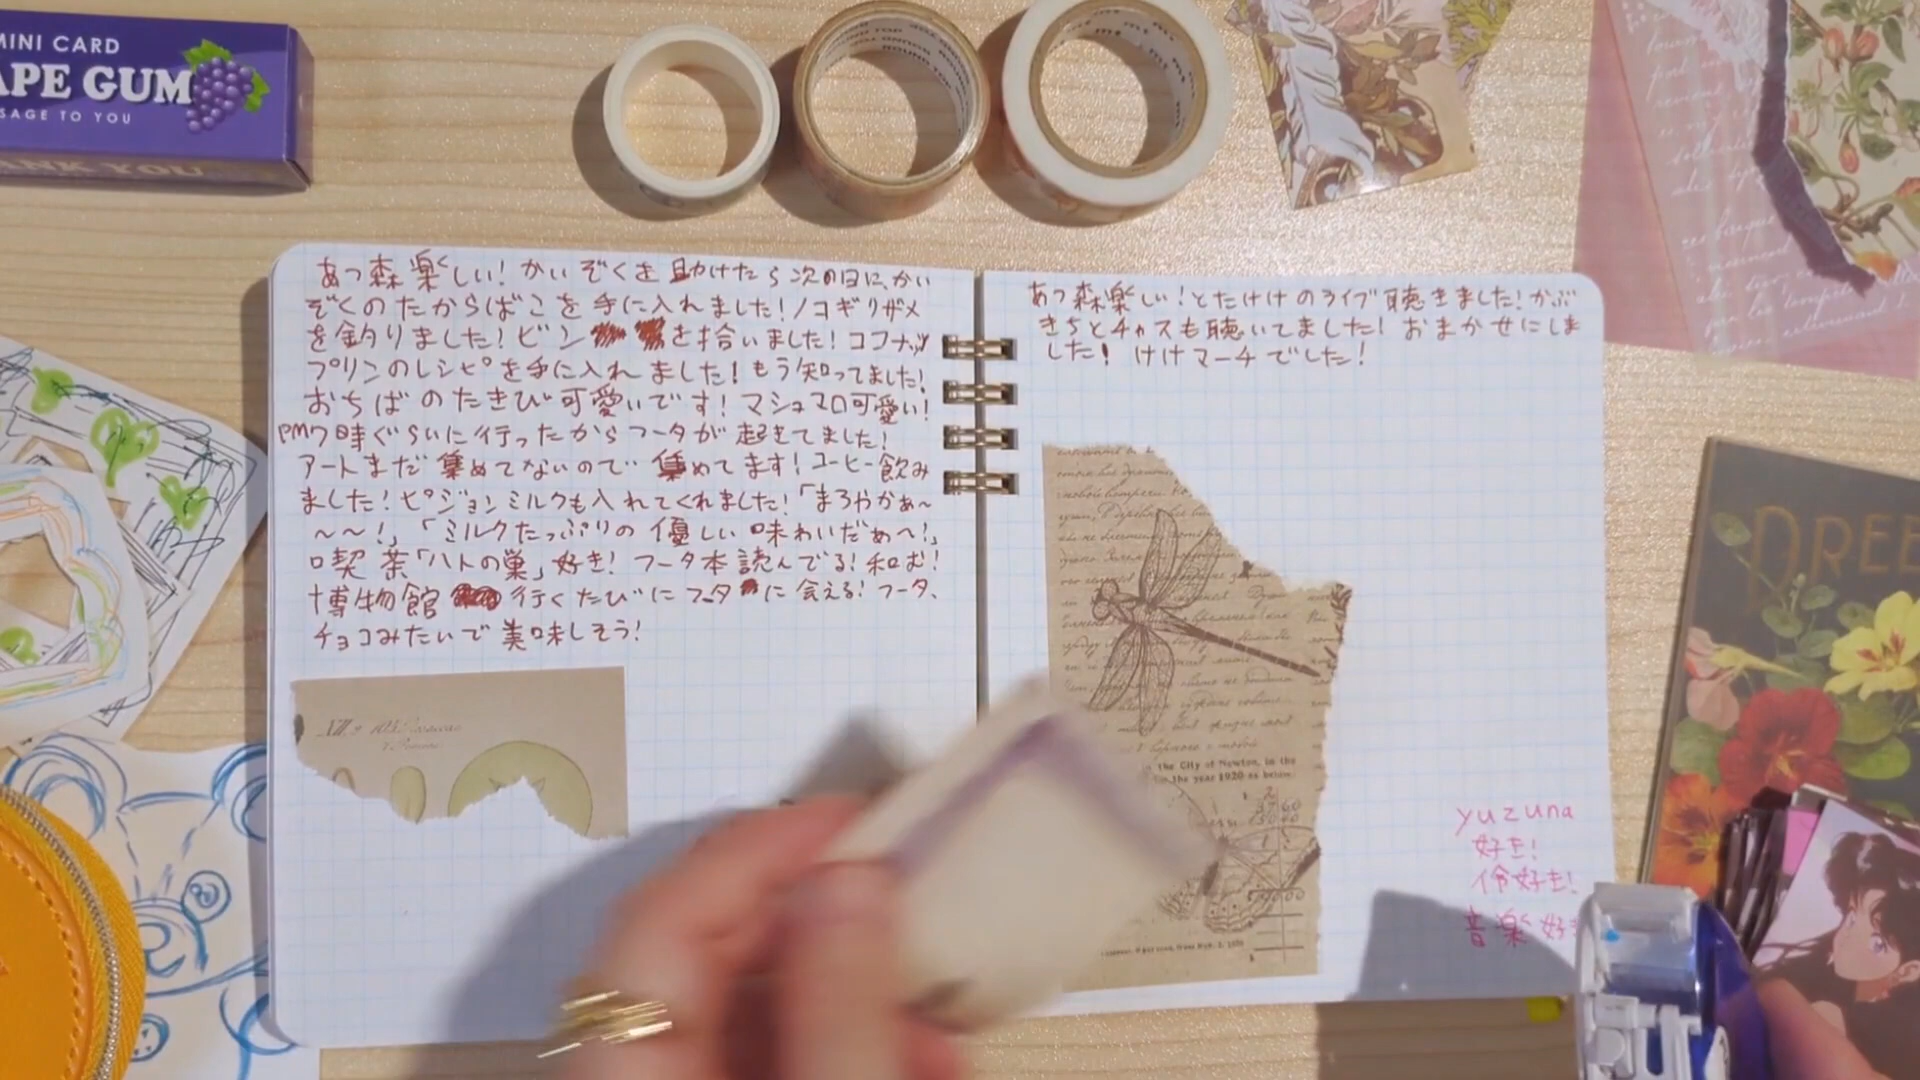 MINI CARD
APE GUM
SAGE TO YOU
ANK YOU
あつ森楽しい!かいぞくを助けたら次の日に、かい
ぞくのたからばこを手に入れました!ノコギリザメ
を釣りました!ビン を拾いました!ココナッツ
プリンのレシピを手に入れました!もう知ってました!
おちばのたきび可愛いです!マシュマロ可愛い!
PM7時ぐらいに行ったからフータが起きてました!
アートまだ集めてないので集めてます!コーヒー飲み
ました!ピジョンミルクも入れてくれました!「まろやかぁ~
~~!」「ミルクたっぷりの優しい味わいだぁへ!」
喫茶「ハトの巣」好き!フータ本読んでる!和む!
博物館 行くたびにフータ に会える!フータ、
チョコみたいで美味しそう!
あつ森楽しい!とたけけのライブ聴きました!かぶ
きちとチャスも聴いてました!おまかせにしま
した!けけマーチでした!
in the City of Newton, in the
in the year 1920 as below:
yuzuna
好き!
伶好き!
音楽好き
DREE
mt